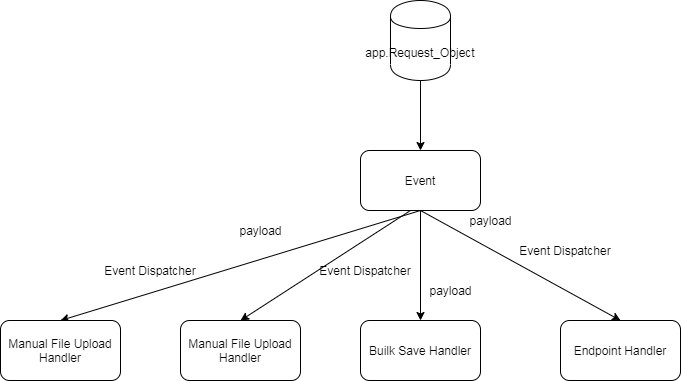 app.Request_Object
Event
payload
payload
Event Dispatcher
Event Dispatcher
Event Dispatcher
payload
Manual File Upload
Handler
Manual File Upload
Handler
Builk Save Handler
Endpoint Handler